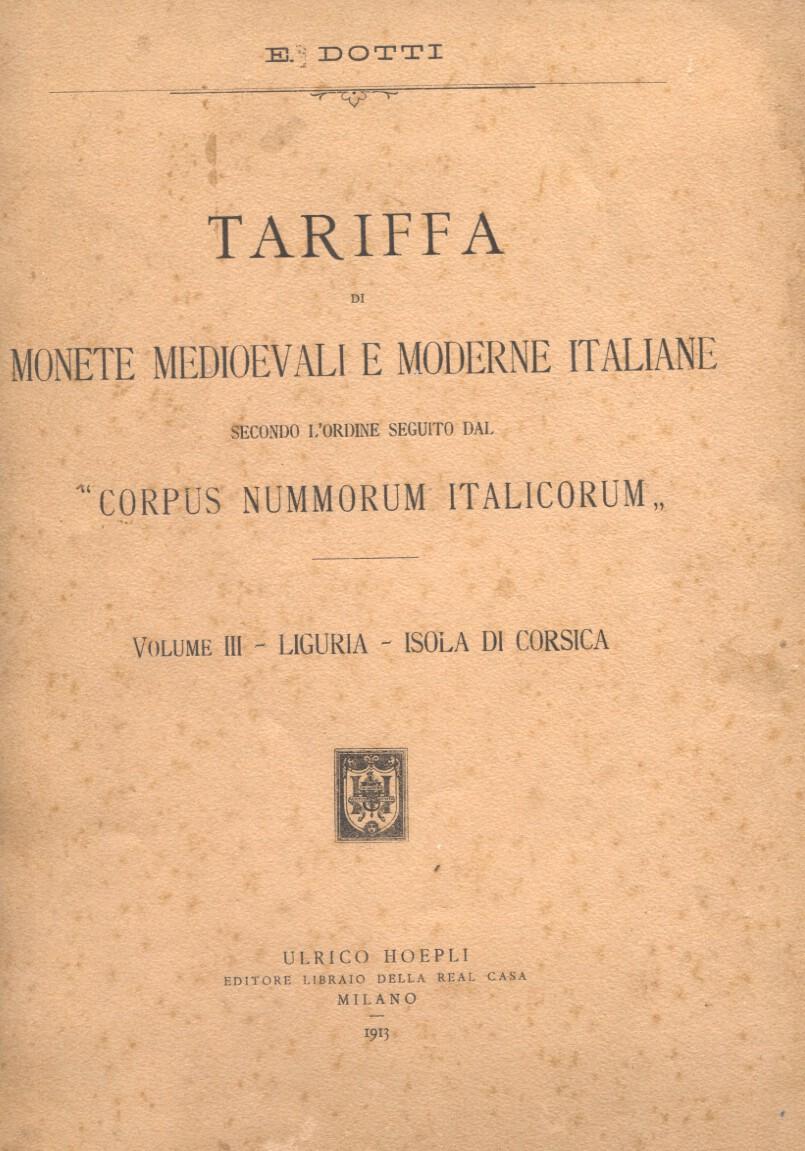 E. DOTTI
TARIFFA
DI
MONETE MEDIOEVALI E MODERNE ITALIANE
SECONDO L'ORDINE SEGUITO DAL
“CORPUS NUMMORUM ITALICORUM„
VOLUME III - LIGURIA - ISOLA DI CORSICA
ULRICO HOEPLI
EDITORE LIBRAIO DELLA REAL CASA
MILANO
1913